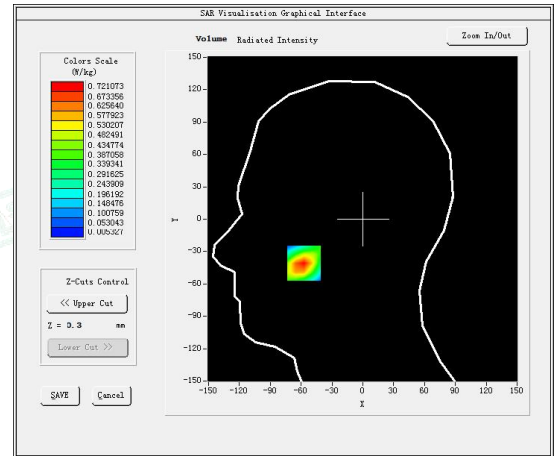 SAR Visualisation Graphical Interface
Volume Radiated Intensity
Zoom In/Out
Colors Scale
(W/kg)
0.721073
0.673356
0.625640
0.577923
0.530207
0.482491
0.434774
0.387058
0.339341
0.291625
0.243909
0.196192
0.148476
0.100759
0.053043
0.005327
Z-Cuts Control
<< Upper Cut
Z = 0.3 mm
Lower Cut >>
SAVE Cancel
150
120
90
60
30
0
-30
-60
-90
-120
-150
Y
-150 -120 -90 -60 -30 0 30 60 90 120 150
X